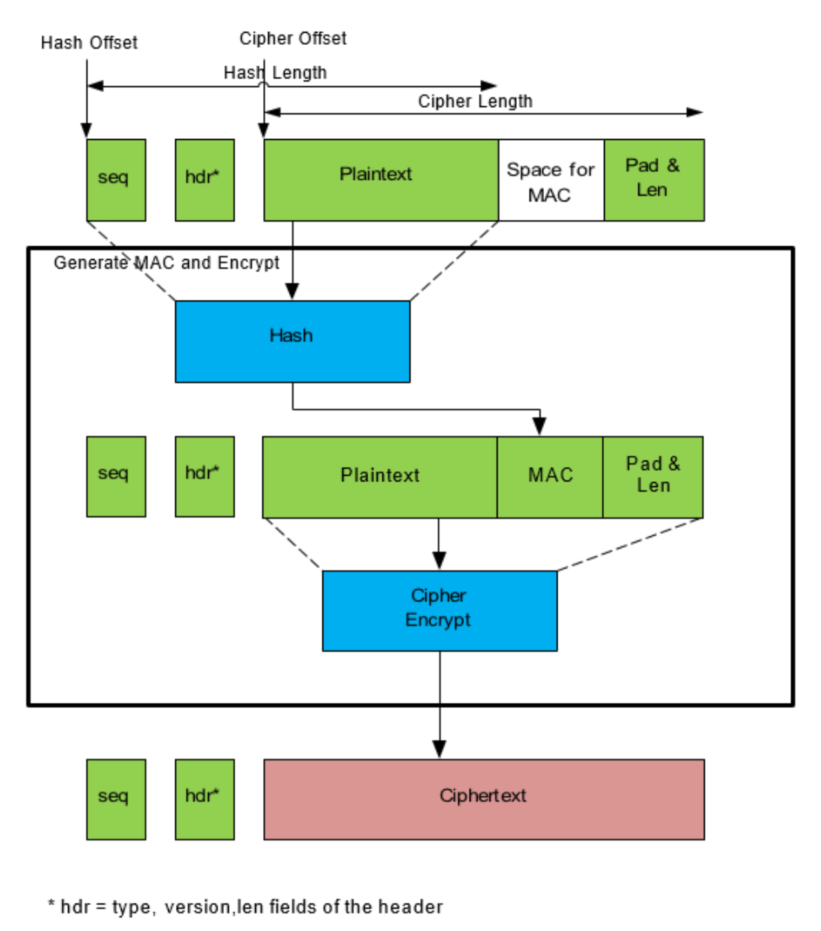 Hash Offset
Cipher Offset
Hash Length
Cipher Length
seq
hdr*
Plaintext
Space for
MAC
Pad &
Len
Generate MAC and Encrypt
Hash
seq
hdr*
Plaintext
MAC
Pad &
Len
Cipher
Encrypt
seq
hdr*
Ciphertext
* hdr = type, version,len fields of the header